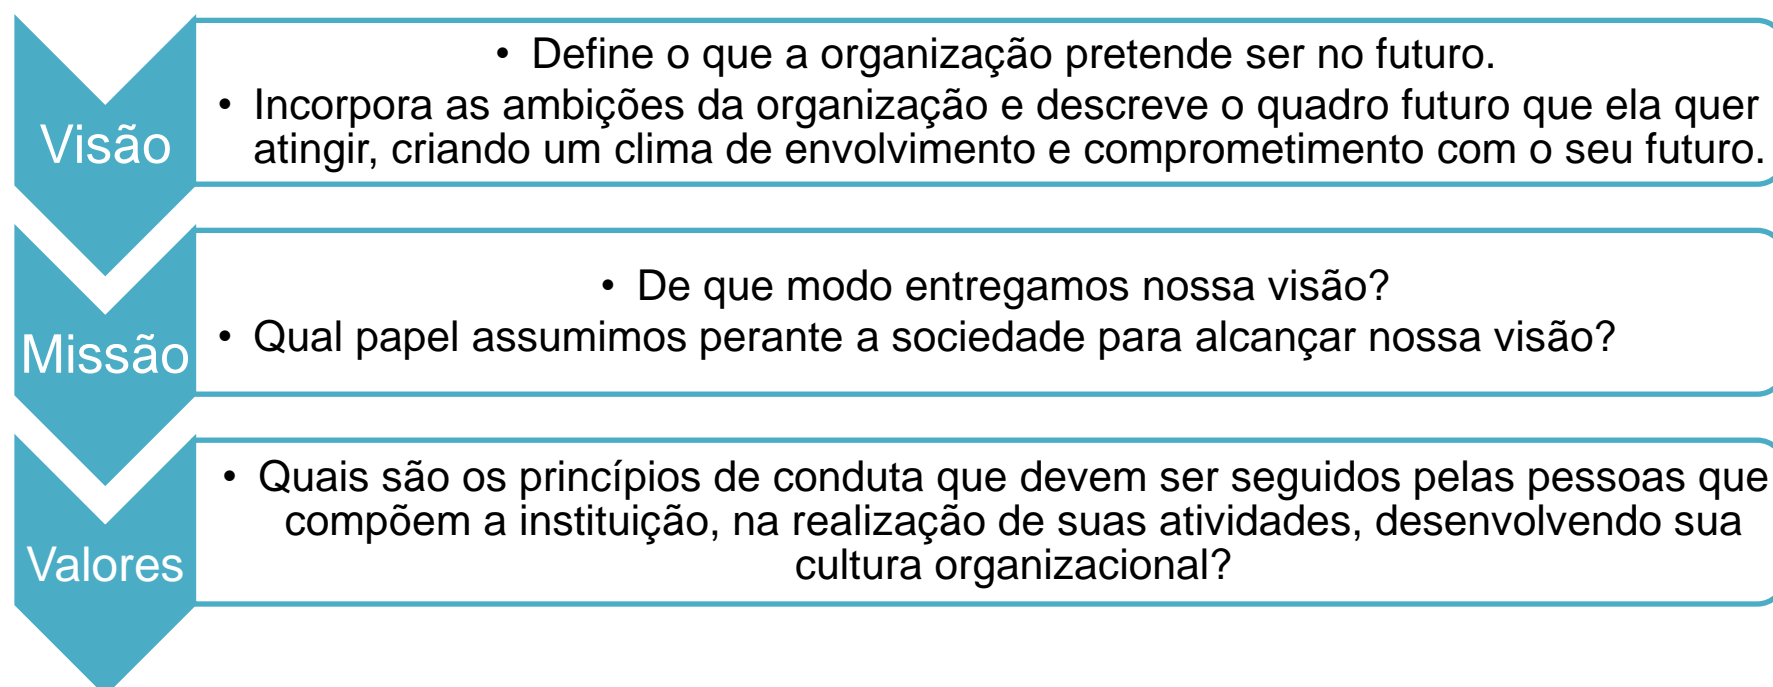 Visão
• Define o que a organização pretende ser no futuro.
• Incorpora as ambições da organização e descreve o quadro futuro que ela quer
atingir, criando um clima de envolvimento e comprometimento com o seu futuro.
Missão
• De que modo entregamos nossa visão?
• Qual papel assumimos perante a sociedade para alcançar nossa visão?
Valores
• Quais são os princípios de conduta que devem ser seguidos pelas pessoas que
compõem a instituição, na realização de suas atividades, desenvolvendo sua
cultura organizacional?